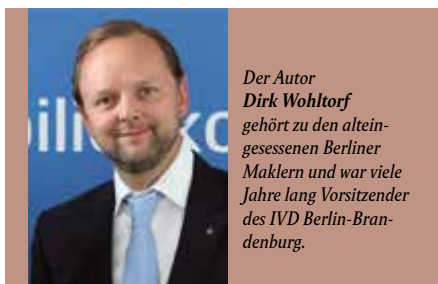 ilie ko
Der Autor
Dirk Wohltorf
gehört zu den altein-
gesessenen Berliner
Maklern und war viele
Jahre lang Vorsitzender
des IVD Berlin-Bran-
denburg.